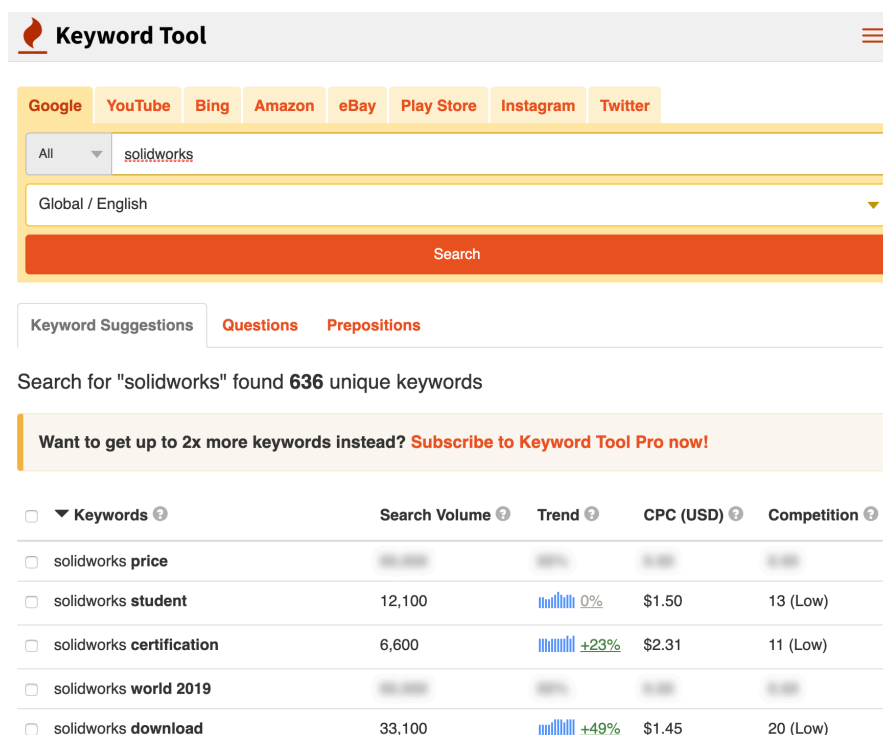 Keyword Tool
Google YouTube Bing Amazon eBay Play Store Instagram Twitter
All solidworks
Global / English
Search
Keyword Suggestions Questions Prepositions
Search for "solidworks" found 636 unique keywords
Want to get up to 2x more keywords instead? Subscribe to Keyword Tool Pro now!
Keywords Search Volume Trend CPC (USD) Competition
solidworks price
solidworks student 12,100 0% $1.50 13 (Low)
solidworks certification 6,600 +23% $2.31 11 (Low)
solidworks world 2019
solidworks download 33,100 +49% $1.45 20 (Low)